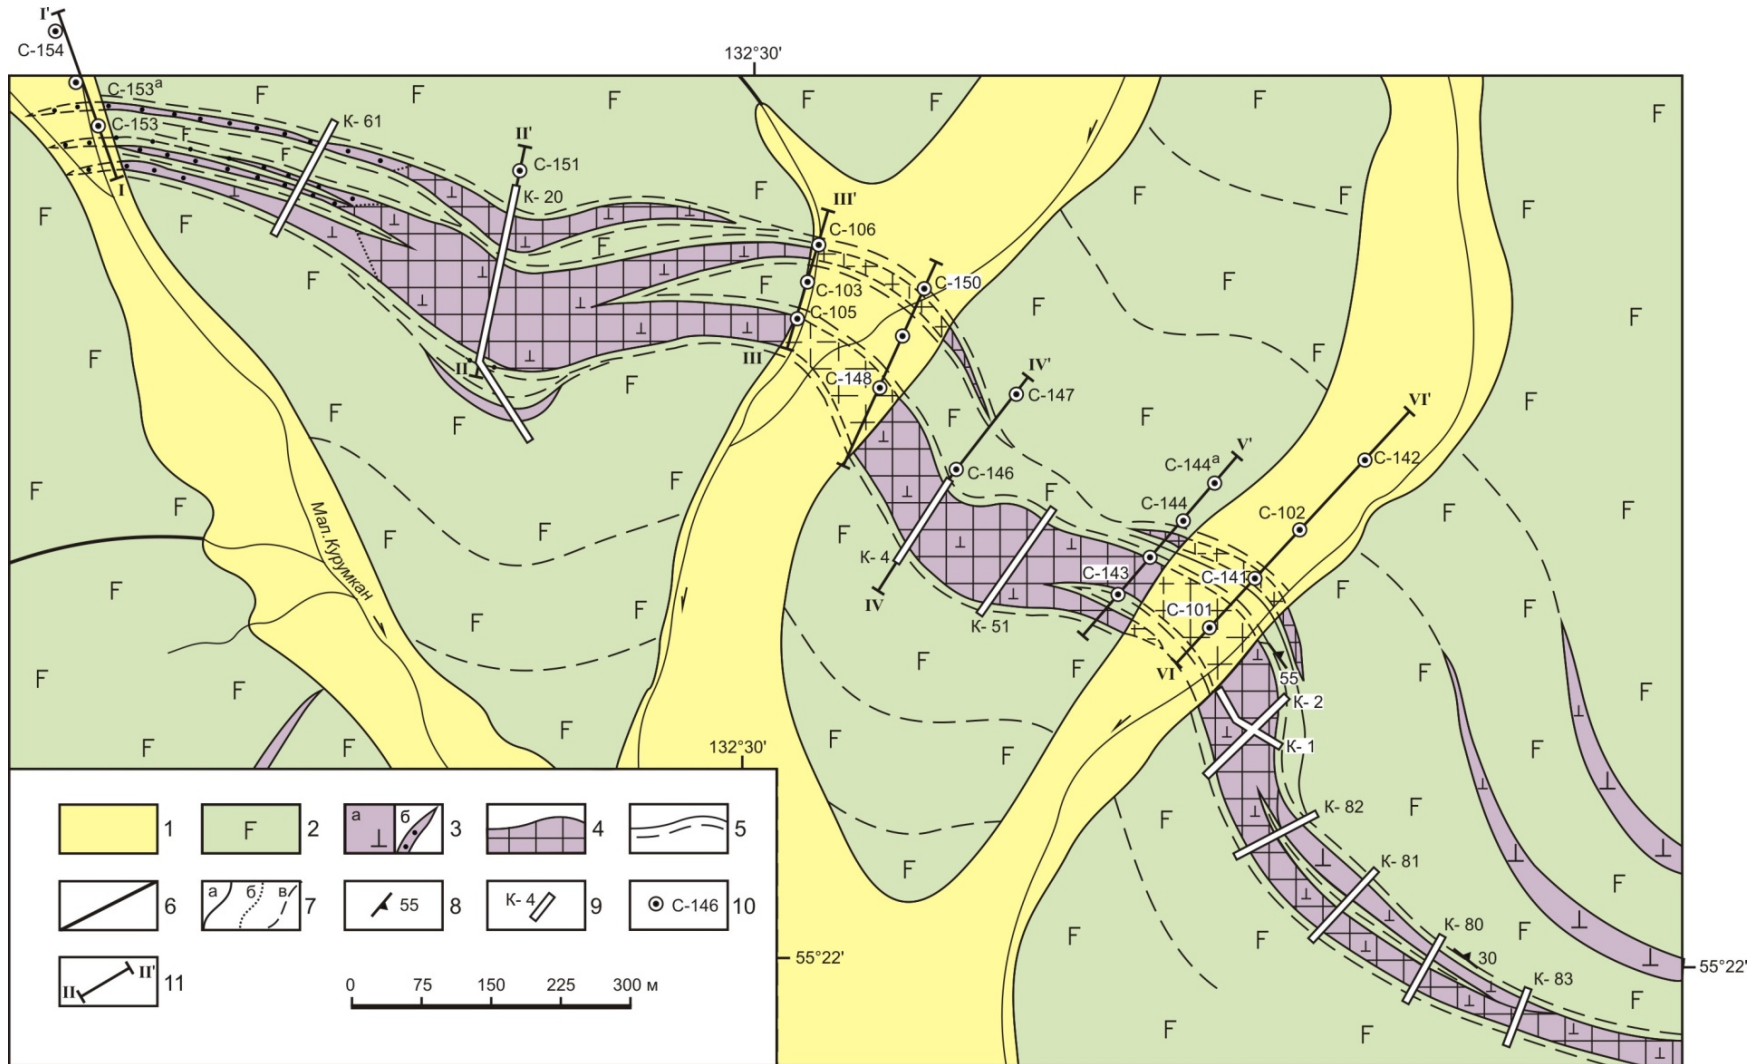 I'
С-154
132°30'
С-153ª
С-153
I
К- 61
II'
С-151
К- 20
II
III'
С-106
С-103
С-105
III
С-150
С-148
IV'
С-147
С-146
К- 4
IV
К- 51
V'
С-144ª
С-144
С-143
VI'
С-142
С-102
С-141
С-101
VI
55
К- 2
К- 1
К- 82
К- 81
К- 80
30
К- 83
Мал.Курумкан
132°30'
55°22'
55°22'
1
F
2
а
б
3
4
5
6
а
б
в
7
55
8
К- 4
9
С-146
10
II
II'
11
0
75
150
225
300 м